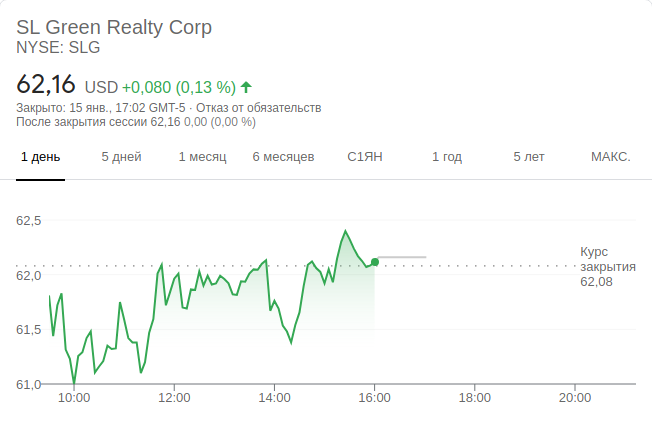 SL Green Realty Corp
NYSE: SLG
62,16 USD +0,080 (0,13 %)
Закрыто: 15 янв., 17:02 GMT-5 · Отказ от обязательств
После закрытия сессии 62,16 0,00 (0,00 %)
1 день 5 дней 1 месяц 6 месяцев С1ЯН 1 год 5 лет МАКС.
62,5
62,0
61,5
61,0
Курс
закрытия
62,08
10:00 12:00 14:00 16:00 18:00 20:00